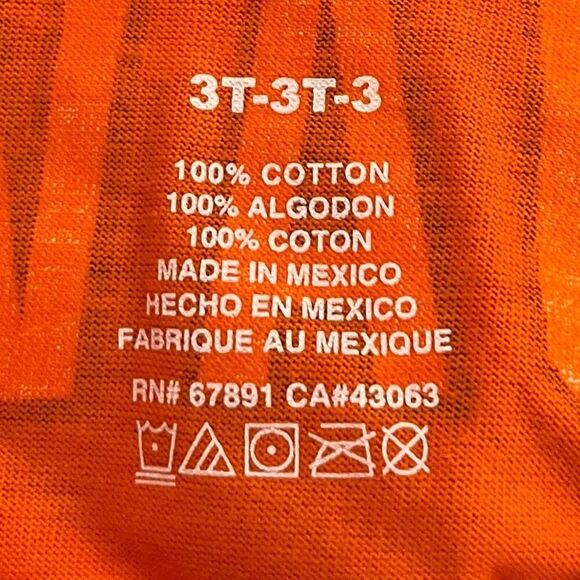 3T-3T-3
100% COTTON
100% ALGODON
100% COTON
MADE IN MEXICO
HECHO EN MEXICO
FABRIQUE AU MEXIQUE
RN# 67891 CA#43063